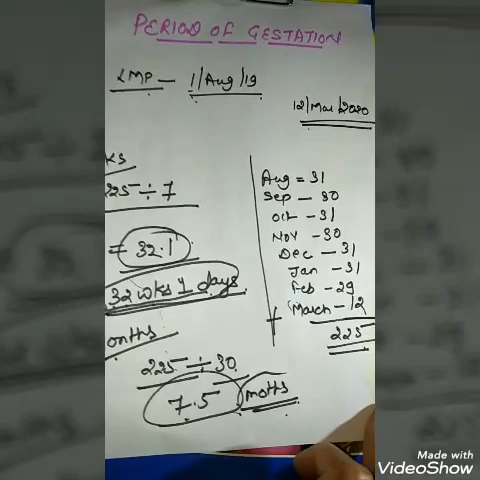 PERIOD OF GESTATION
LMP - 1/Aug/19
12/Mar/2020
ks
225 ÷ 7
= 32.1
32 wks 1 days
Aug = 31
Sep - 30
Oct - 31
Nov - 30
Dec - 31
Jan - 31
Feb - 29
March - 12
225
onths
225 ÷ 30
7.5
Made with
VideoShow